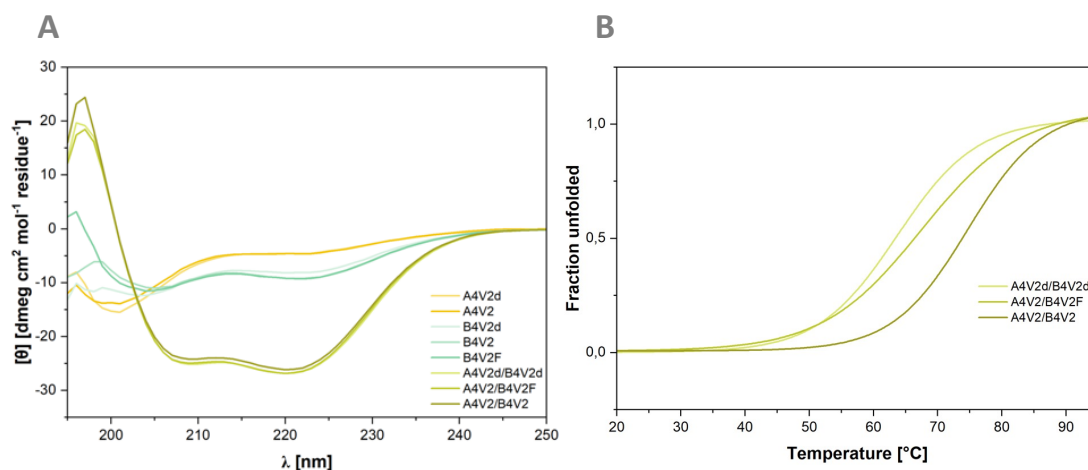 A
B
30
20
10
0
-10
-20
-30
[θ] [dmeg cm² mol⁻¹ residue⁻¹]
200
210
220
230
240
250
λ [nm]
A4V2d
A4V2
B4V2d
B4V2
B4V2F
A4V2d/B4V2d
A4V2/B4V2F
A4V2/B4V2
1,0
0,5
0,0
Fraction unfolded
20
30
40
50
60
70
80
90
Temperature [°C]
A4V2d/B4V2d
A4V2/B4V2F
A4V2/B4V2